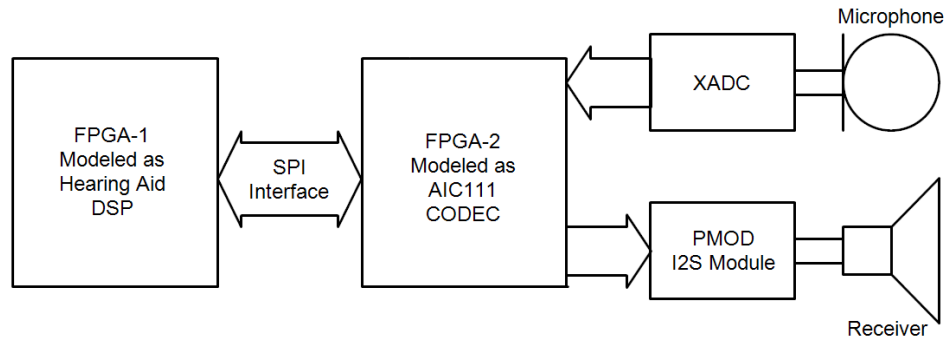 FPGA-1
Modeled as
Hearing Aid
DSP
SPI
Interface
FPGA-2
Modeled as
AIC111
CODEC
XADC
Microphone
PMOD
I2S Module
Receiver